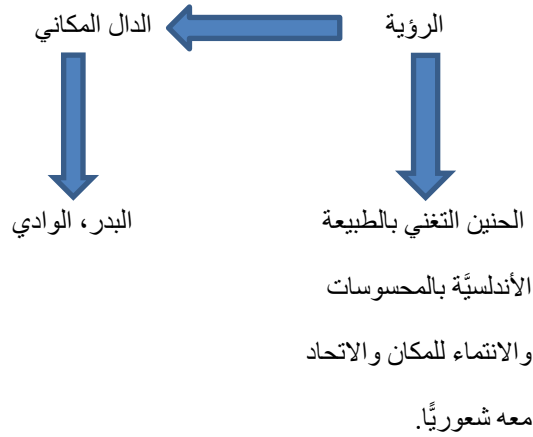 الرؤية
الدال المكاني
الحنين التغني بالطبيعة
الأندلسيَّة بالمحسوسات
والانتماء للمكان والاتحاد
معه شعوريًّا.
البدر، الوادي